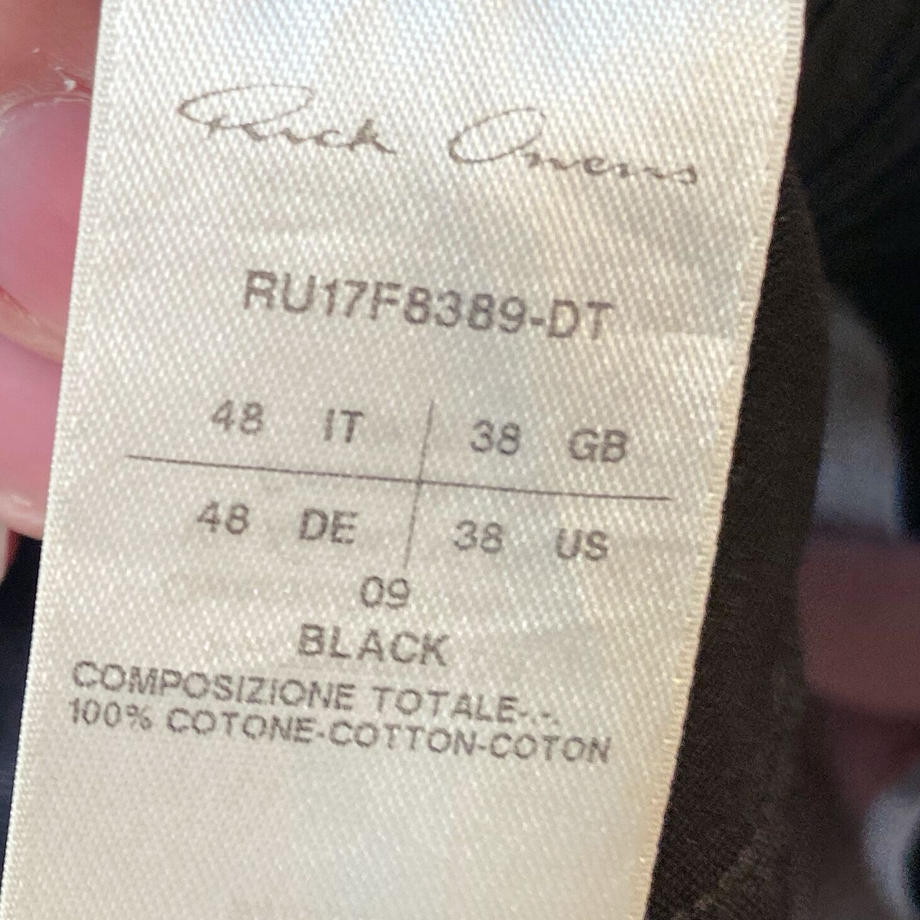 Rick Owens
RU17F8389-DT
48 IT 38 GB
48 DE 38 US
09
BLACK
COMPOSIZIONE TOTALE-.-.
100% COTONE-COTTON-COTON